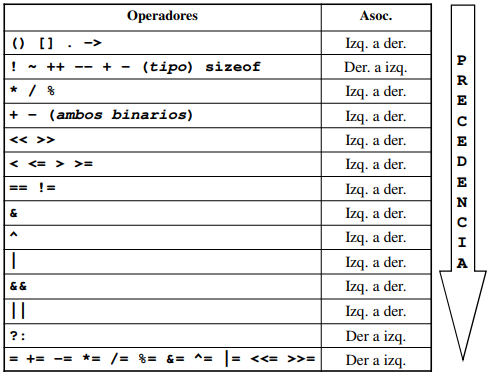 Operadores Asoc.
() [] . −> Izq. a der.
! ~ ++ −− + − (tipo) sizeof Der. a izq.
* / % Izq. a der.
+ − (ambos binarios) Izq. a der.
<< >> Izq. a der.
< <= > >= Izq. a der.
== != Izq. a der.
& Izq. a der.
^ Izq. a der.
| Izq. a der.
&& Izq. a der.
|| Izq. a der.
?: Der a izq.
= += −= *= /= %= &= ^= |= <<= >>= Der a izq.
PRECEDENCIA